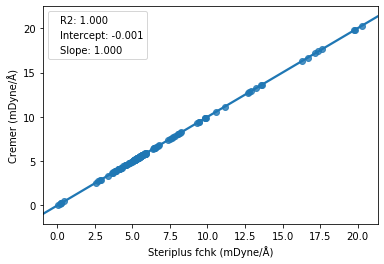 R2: 1.000
Intercept: -0.001
Slope: 1.000
Cremer (mDyne/Å)
20
15
10
5
0
0.0 2.5 5.0 7.5 10.0 12.5 15.0 17.5 20.0
Steriplus fchk (mDyne/Å)